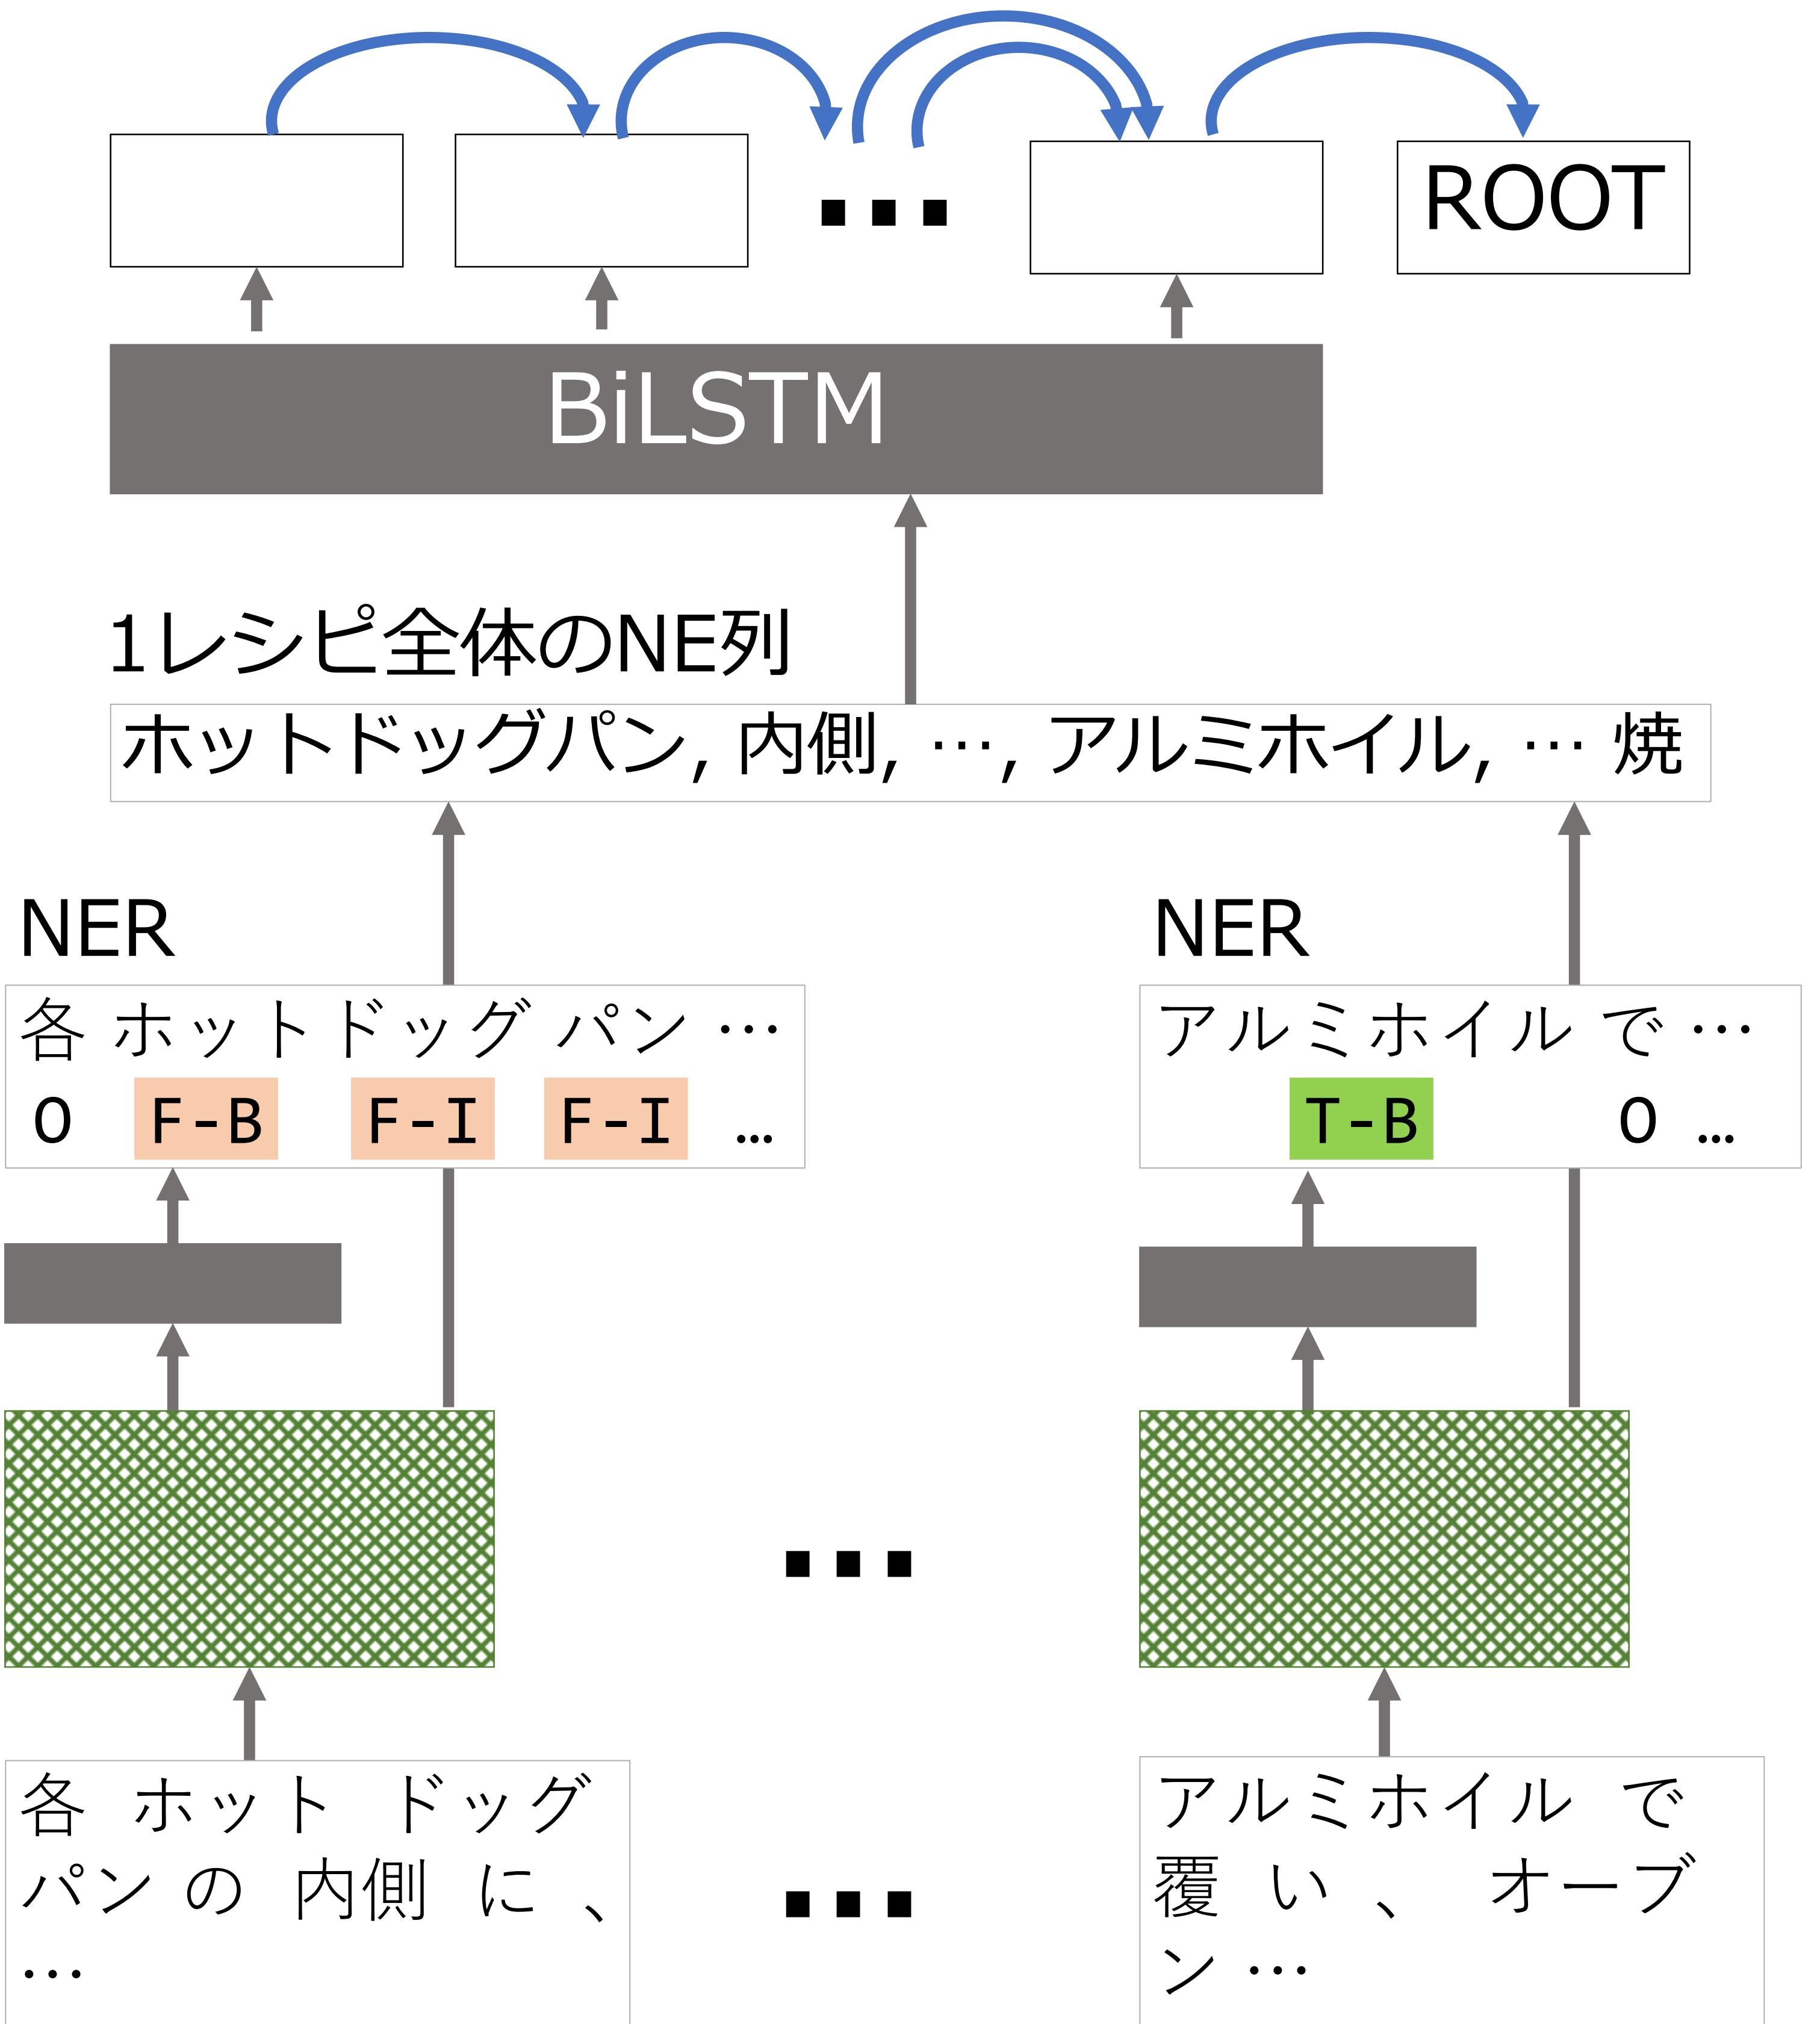 ROOT
BiLSTM
1レシピ全体のNE列
ホットドッグパン, 内側, …, アルミホイル, … 焼
NER
各 ホットドッグ パン …
O F-B F-I F-I …
NER
アルミホイル で …
T-B O …
各 ホット ドッグ
パン の 内側 に 、
…
アルミホイル で
覆 い 、 オーブ
ン …